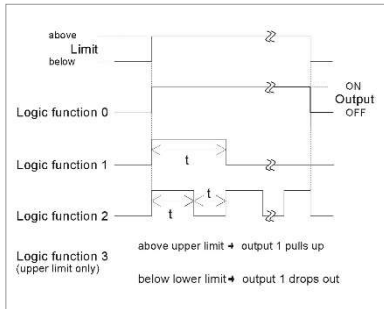 above
Limit
below
ON
Output
OFF
Logic function 0
t
Logic function 1
t
t
Logic function 2
Logic function 3
(upper limit only)
above upper limit → output 1 pulls up
below lower limit → output 1 drops out